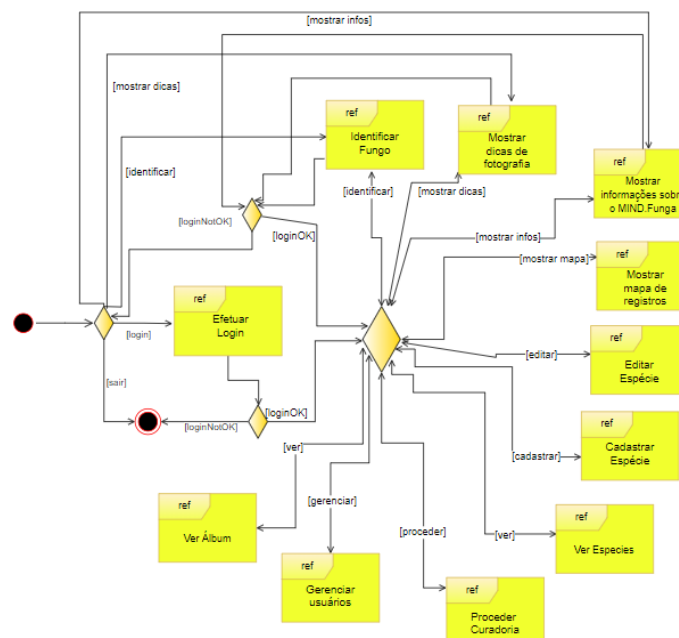 [mostrar infos]
[mostrar dicas]
ref
Identificar
Fungo
ref
Mostrar
dicas de
fotografia
ref
Mostrar
informações sobre
o MIND.Funga
[identificar]
[identificar]
[mostrar dicas]
[loginNotOK]
[loginOK]
[mostrar infos]
[mostrar mapa]
ref
Mostrar
mapa de
registros
ref
Efetuar
Login
[login]
[editar]
ref
Editar
Espécie
[sair]
[loginNotOK]
[loginOK]
[ver]
[cadastrar]
ref
Cadastrar
Espécie
ref
Ver Álbum
[gerenciar]
[proceder]
[ver]
ref
Ver Especies
ref
Gerenciar
usuários
ref
Proceder
Curadoria